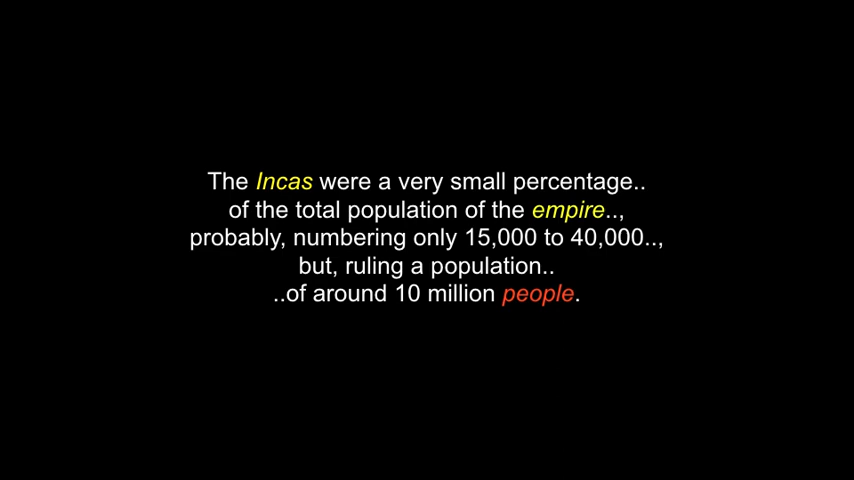 The Incas were a very small percentage..
of the total population of the empire..,
probably, numbering only 15,000 to 40,000..,
but, ruling a population..
..of around 10 million people.